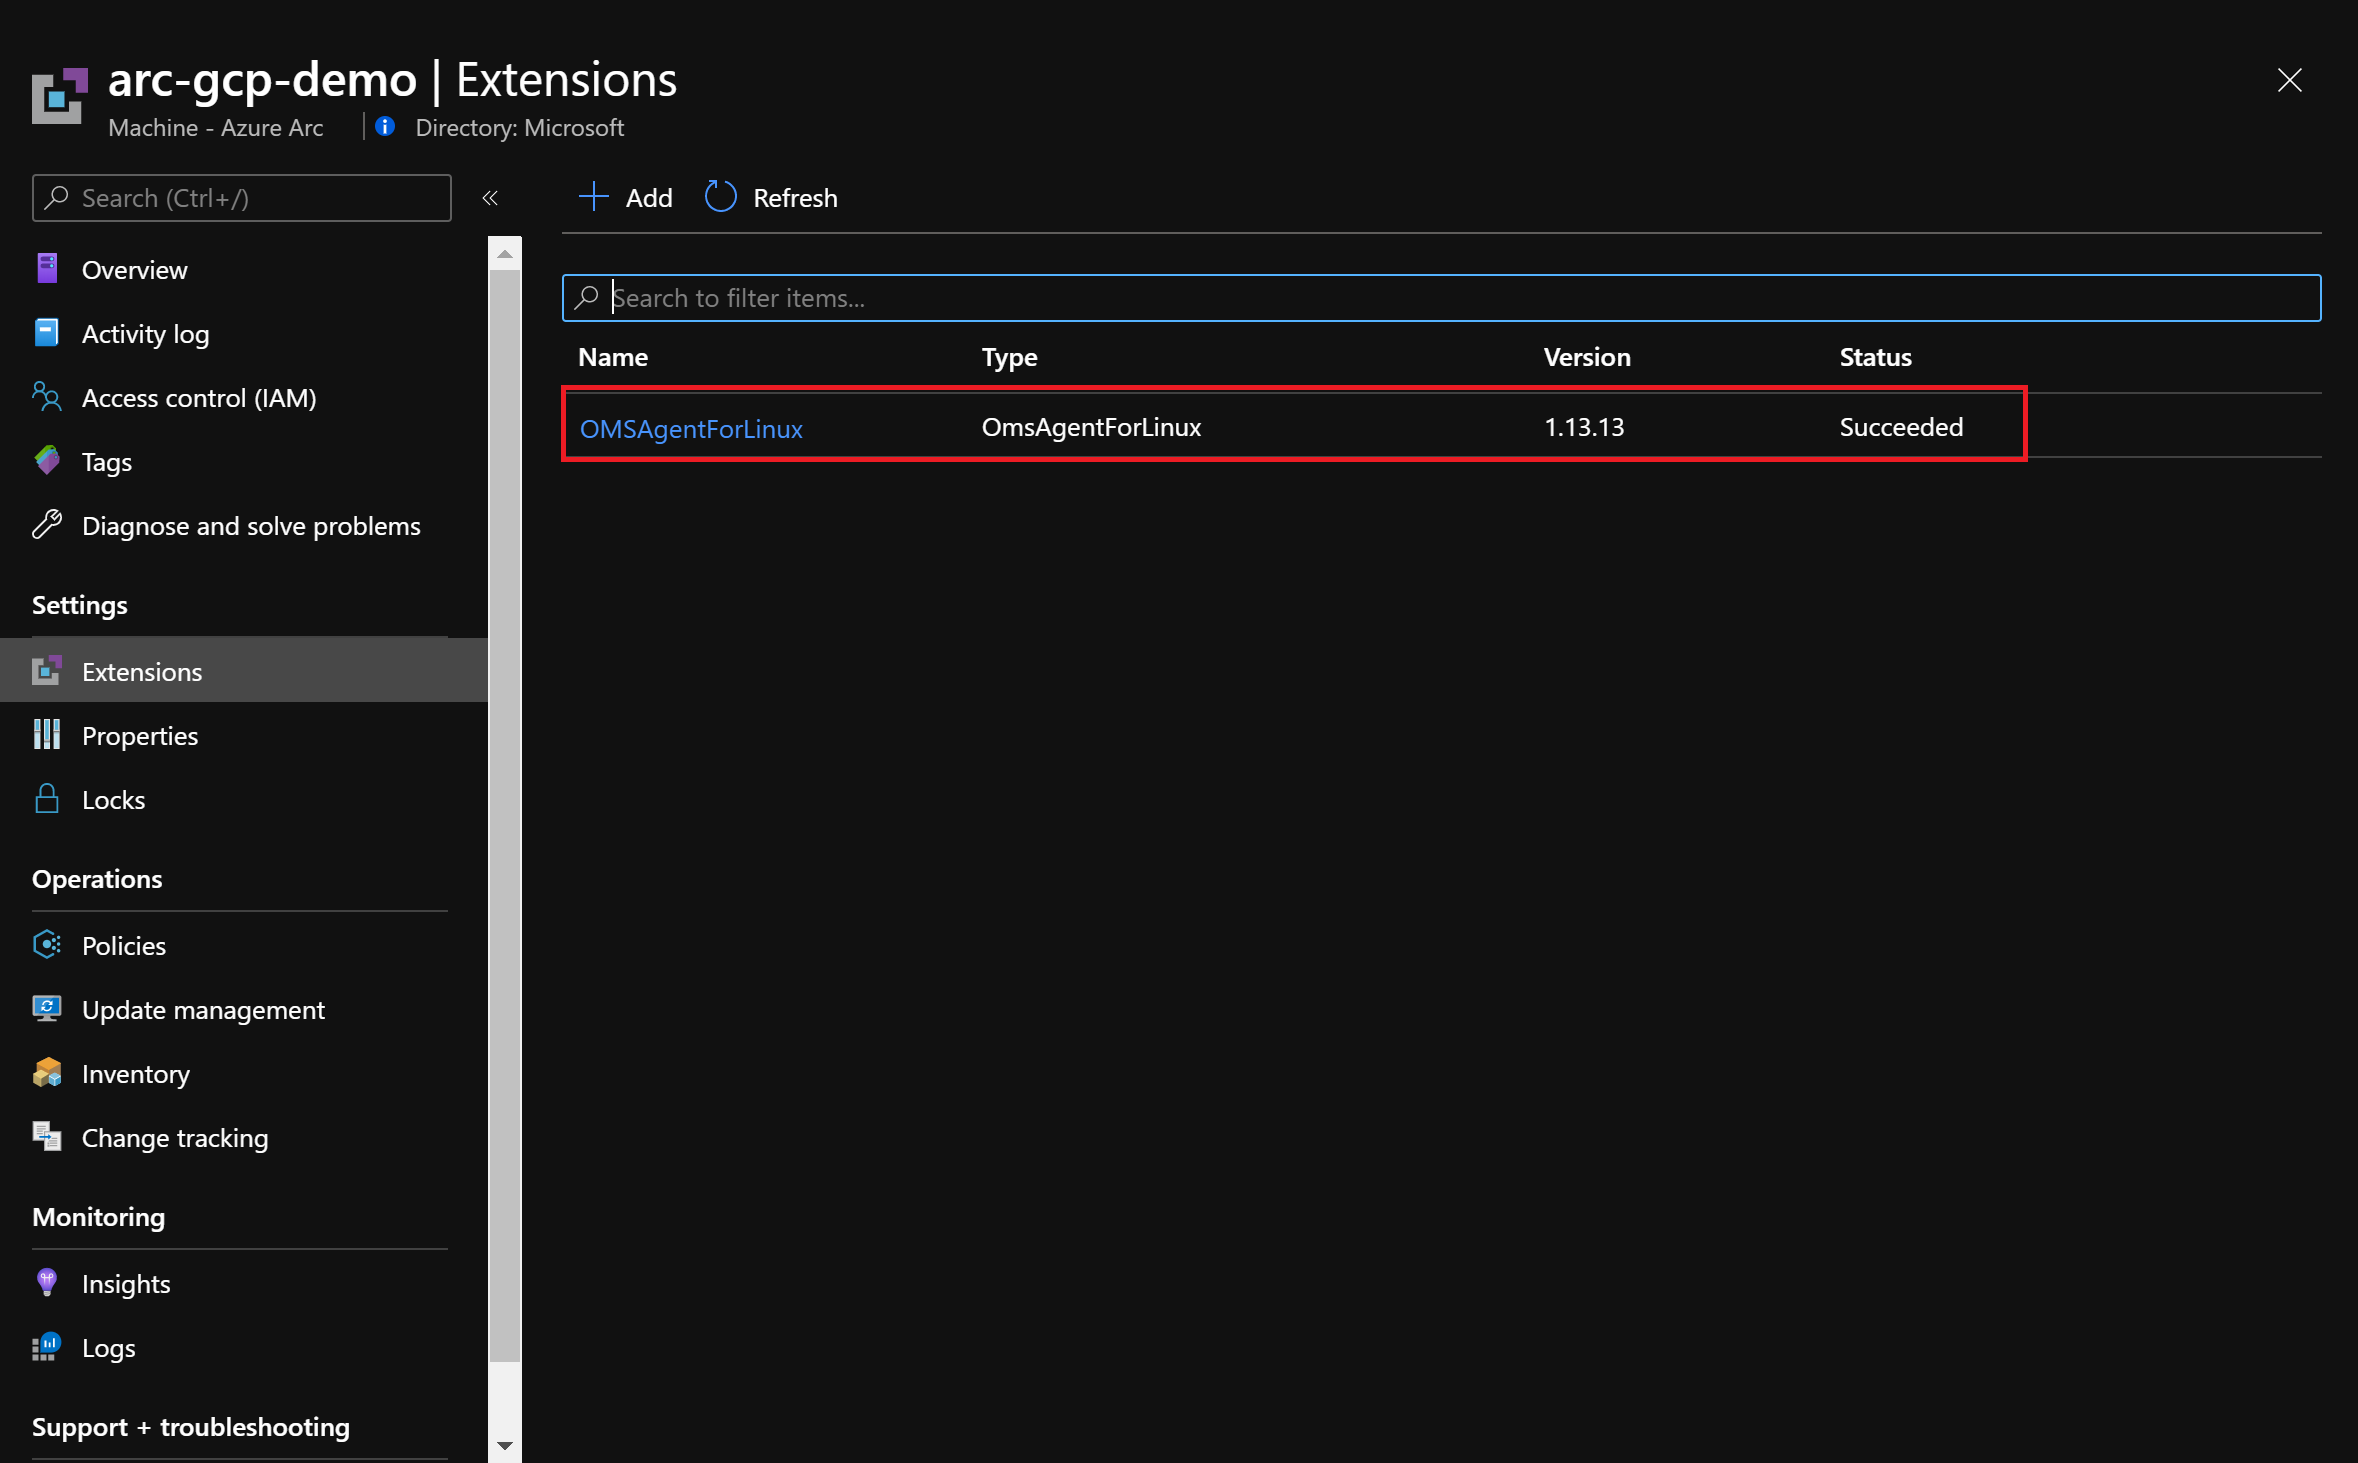 arc-gcp-demo | Extensions
Machine - Azure Arc
Directory: Microsoft
Search (Ctrl+/)
«
Add
Refresh
Overview
Activity log
Access control (IAM)
Tags
Diagnose and solve problems
Settings
Extensions
Properties
Locks
Operations
Policies
Update management
Inventory
Change tracking
Monitoring
Insights
Logs
Support + troubleshooting
Search to filter items...
Name Type Version Status
OMSAgentForLinux OmsAgentForLinux 1.13.13 Succeeded